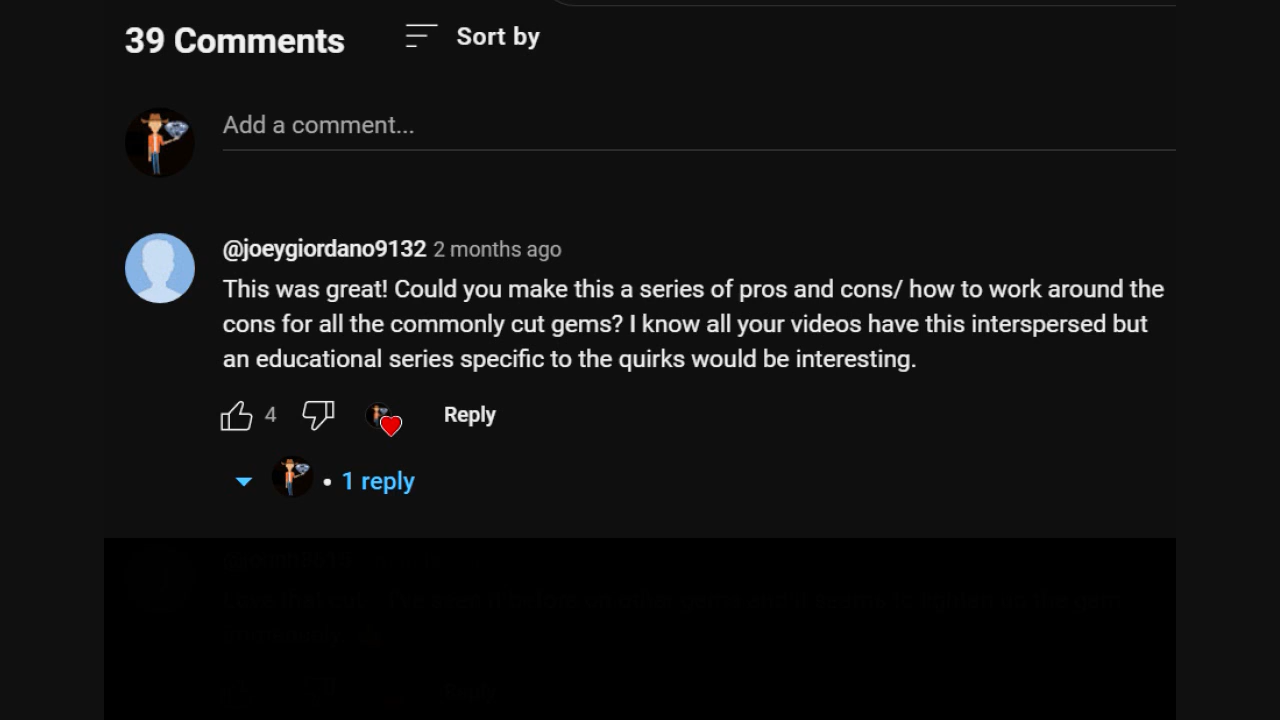 39 Comments
Sort by
Add a comment...
@joeygiordano9132 2 months ago
This was great! Could you make this a series of pros and cons/ how to work around the
cons for all the commonly cut gems? I know all your videos have this interspersed but
an educational series specific to the quirks would be interesting.
4
Reply
• 1 reply
Reply